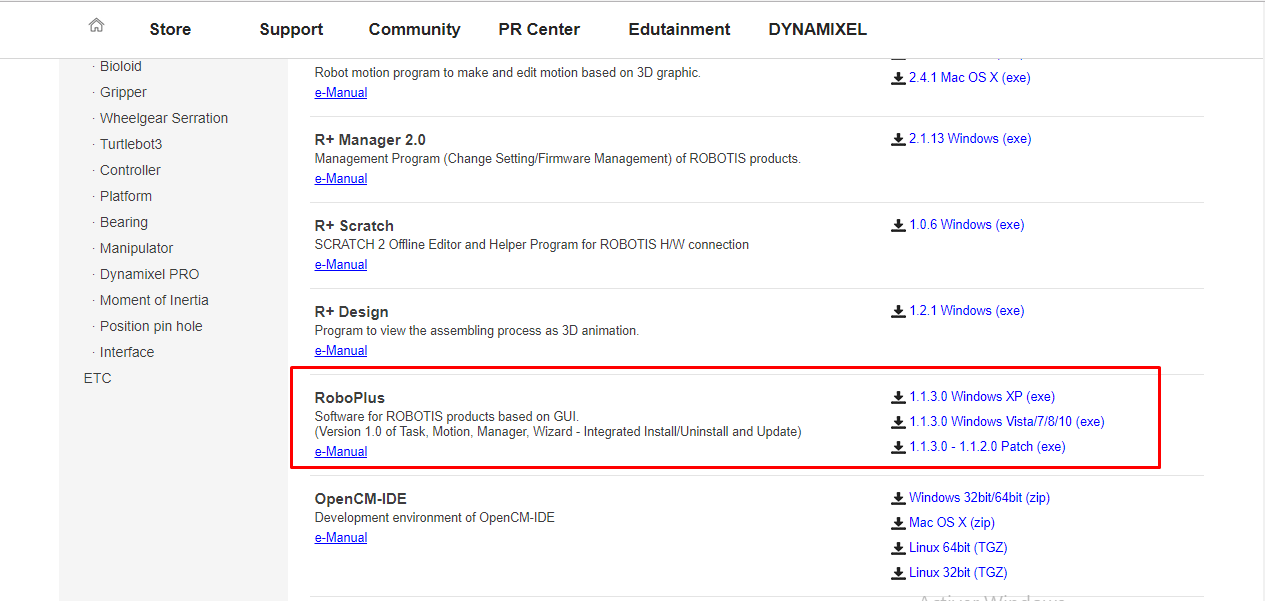 Store Support Community PR Center Edutainment DYNAMIXEL
· Bioloid
· Gripper
· Wheelgear Serration
· Turtlebot3
· Controller
· Platform
· Bearing
· Manipulator
· Dynamixel PRO
· Moment of Inertia
· Position pin hole
· Interface
ETC
Robot motion program to make and edit motion based on 3D graphic.
e-Manual
2.4.1 Mac OS X (exe)
R+ Manager 2.0
Management Program (Change Setting/Firmware Management) of ROBOTIS products.
e-Manual
2.1.13 Windows (exe)
R+ Scratch
SCRATCH 2 Offline Editor and Helper Program for ROBOTIS H/W connection
e-Manual
1.0.6 Windows (exe)
R+ Design
Program to view the assembling process as 3D animation.
e-Manual
1.2.1 Windows (exe)
RoboPlus
Software for ROBOTIS products based on GUI.
(Version 1.0 of Task, Motion, Manager, Wizard - Integrated Install/Uninstall and Update)
e-Manual
1.1.3.0 Windows XP (exe)
1.1.3.0 Windows Vista/7/8/10 (exe)
1.1.3.0 - 1.1.2.0 Patch (exe)
OpenCM-IDE
Development environment of OpenCM-IDE
e-Manual
Windows 32bit/64bit (zip)
Mac OS X (zip)
Linux 64bit (TGZ)
Linux 32bit (TGZ)